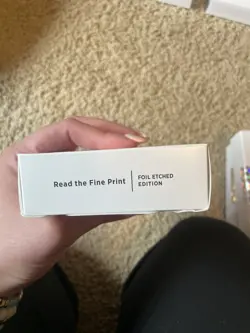 Read the Fine Print
FOIL ETCHED
EDITION